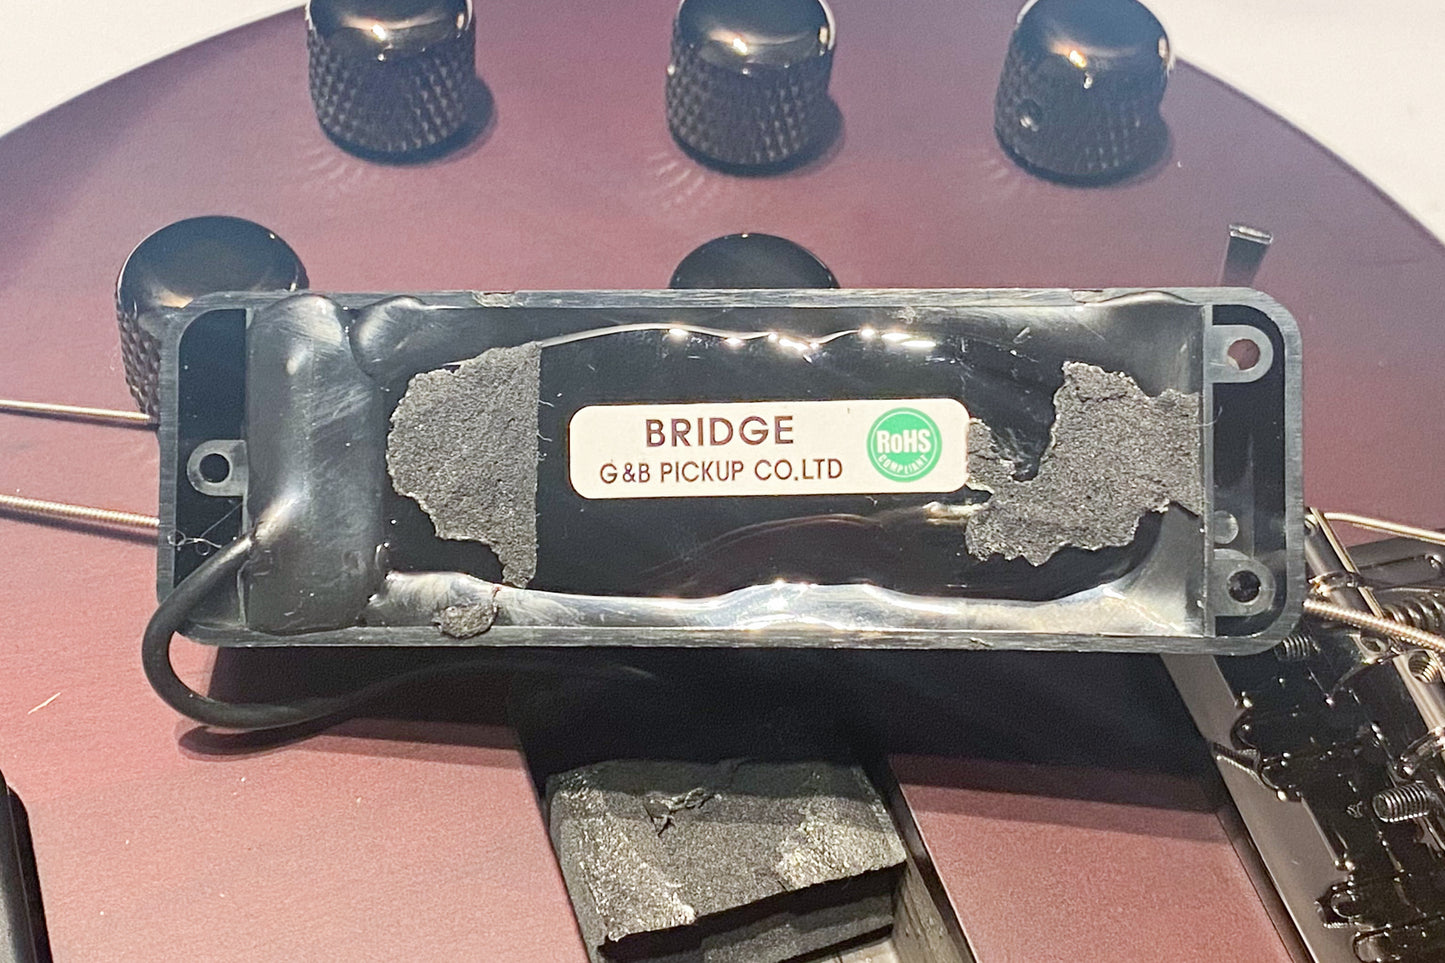 BRIDGE
G&B PICKUP CO.LTD
RoHS
COMPLIANT